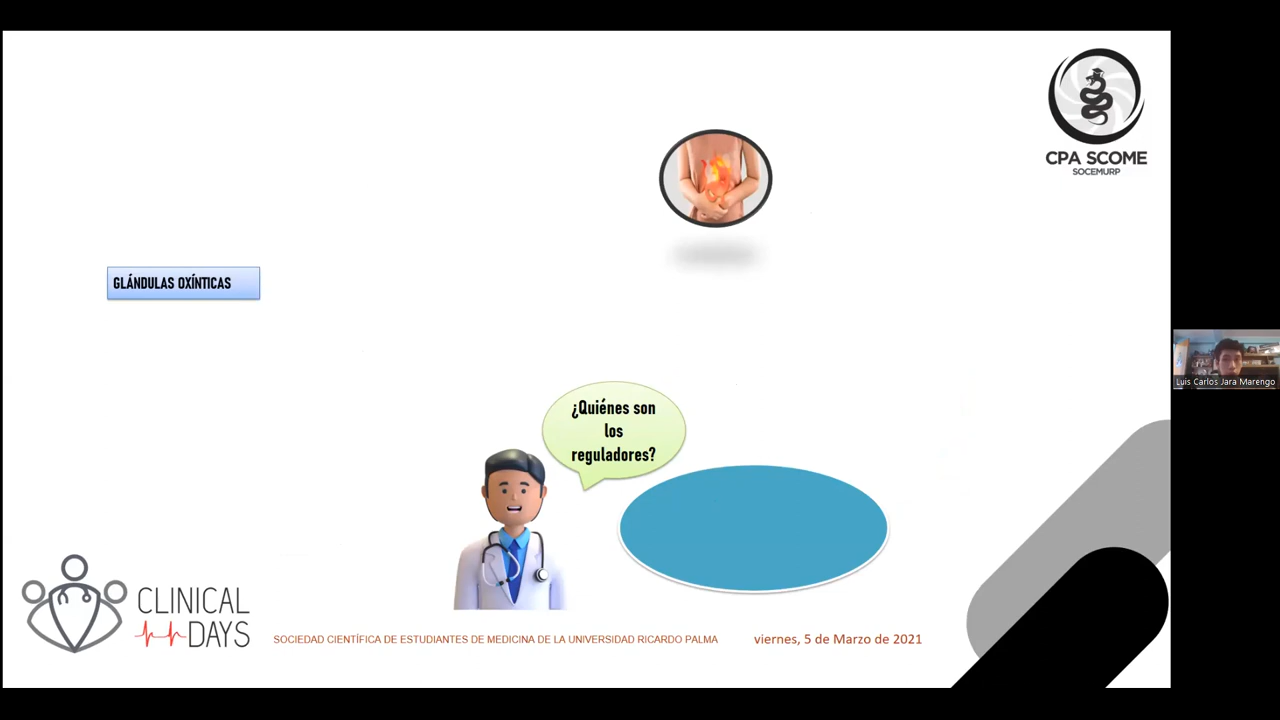 CPA SCOME
SOCEMURP
GLÁNDULAS OXÍNTICAS
¿Quiénes son
los
reguladores?
Luis Carlos Jara Marengo
CLINICAL
DAYS
SOCIEDAD CIENTÍFICA DE ESTUDIANTES DE MEDICINA DE LA UNIVERSIDAD RICARDO PALMA
viernes, 5 de Marzo de 2021